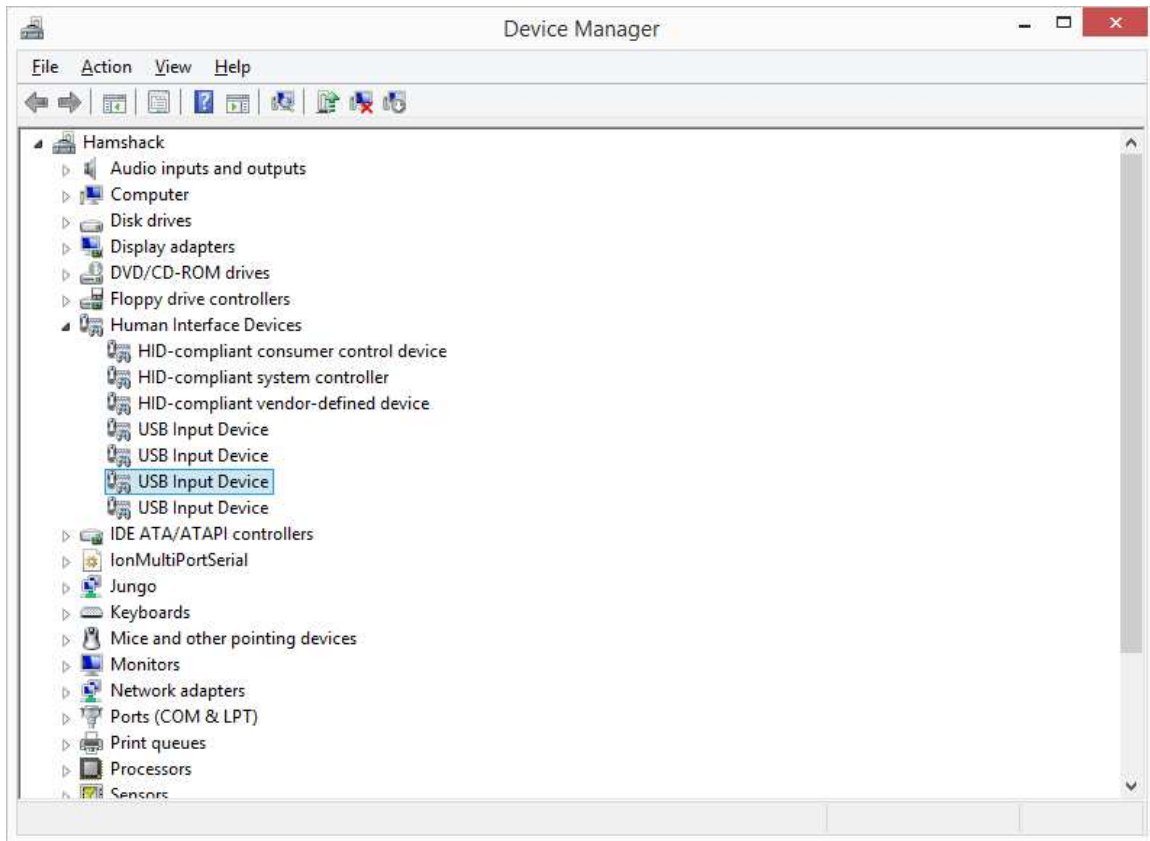 Device Manager
File Action View Help
Hamshack
Audio inputs and outputs
Computer
Disk drives
Display adapters
DVD/CD-ROM drives
Floppy drive controllers
Human Interface Devices
HID-compliant consumer control device
HID-compliant system controller
HID-compliant vendor-defined device
USB Input Device
USB Input Device
USB Input Device
USB Input Device
IDE ATA/ATAPI controllers
IonMultiPortSerial
Jungo
Keyboards
Mice and other pointing devices
Monitors
Network adapters
Ports (COM & LPT)
Print queues
Processors
Sensors